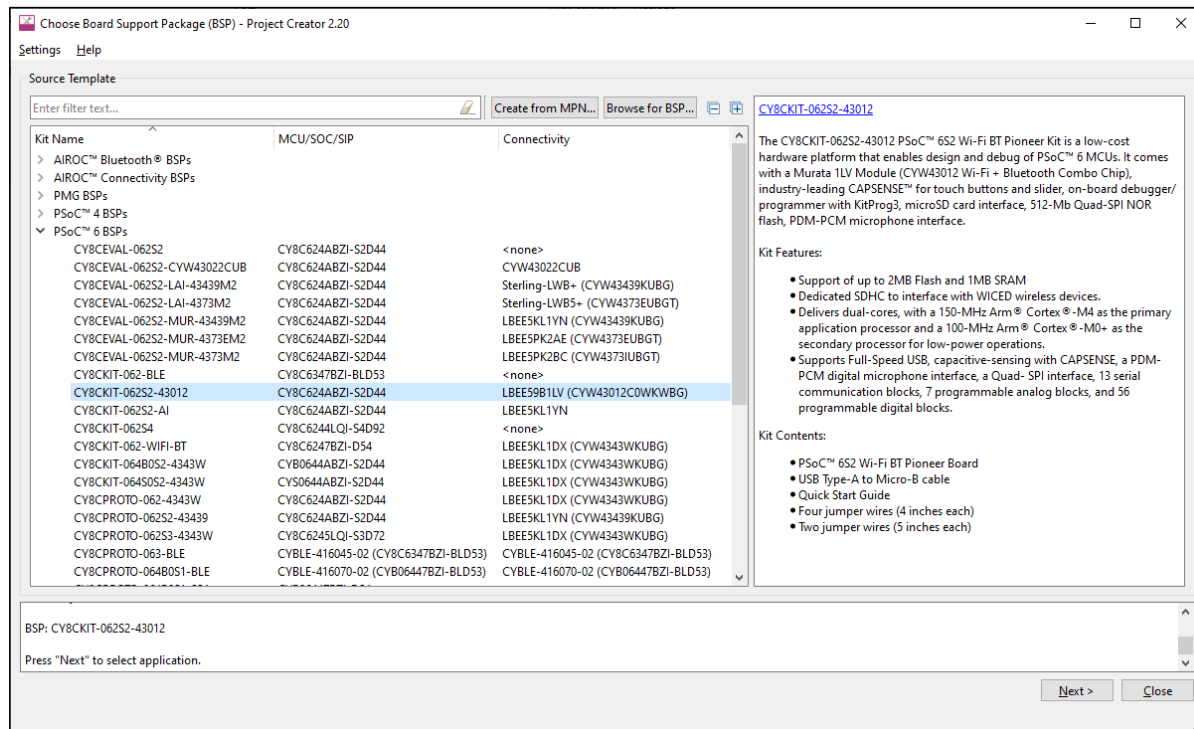 Choose Board Support Package (BSP) - Project Creator 2.20
Settings Help
Source Template
Enter filter text...
Create from MPN... Browse for BSP...
Kit Name MCU/SOC/SIP Connectivity
AIROC™ Bluetooth® BSPs
AIROC™ Connectivity BSPs
PMG BSPs
PSoC™ 4 BSPs
PSoC™ 6 BSPs
CY8CEVAL-062S2 CY8C624ABZI-S2D44 <none>
CY8CEVAL-062S2-CYW43022CUB CY8C624ABZI-S2D44 CYW43022CUB
CY8CEVAL-062S2-LAI-43439M2 CY8C624ABZI-S2D44 Sterling-LWB+ (CYW43439KUBG)
CY8CEVAL-062S2-LAI-4373M2 CY8C624ABZI-S2D44 Sterling-LWB5+ (CYW4373EUBGT)
CY8CEVAL-062S2-MUR-43439M2 CY8C624ABZI-S2D44 LBEE5KL1YN (CYW43439KUBG)
CY8CEVAL-062S2-MUR-4373EM2 CY8C624ABZI-S2D44 LBEE5PK2AE (CYW4373EUBGT)
CY8CEVAL-062S2-MUR-4373M2 CY8C624ABZI-S2D44 LBEE5PK2BC (CYW4373IUBGT)
CY8CKIT-062-BLE CY8C6347BZI-BLD53 <none>
CY8CKIT-062S2-43012 CY8C624ABZI-S2D44 LBEE59B1LV (CYW43012C0WKWBG)
CY8CKIT-062S2-AI CY8C624ABZI-S2D44 LBEE5KL1YN
CY8CKIT-062S4 CY8C6244LQI-S4D92 <none>
CY8CKIT-062-WIFI-BT CY8C6247BZI-D54 LBEE5KL1DX (CYW4343WKUBG)
CY8CKIT-064B0S2-4343W CYB0644ABZI-S2D44 LBEE5KL1DX (CYW4343WKUBG)
CY8CKIT-064S0S2-4343W CYS0644ABZI-S2D44 LBEE5KL1DX (CYW4343WKUBG)
CY8CPROTO-062-4343W CY8C624ABZI-S2D44 LBEE5KL1DX (CYW4343WKUBG)
CY8CPROTO-062S2-43439 CY8C624ABZI-S2D44 LBEE5KL1YN (CYW43439KUBG)
CY8CPROTO-062S3-4343W CY8C6245LQI-S3D72 LBEE5KL1DX (CYW4343WKUBG)
CY8CPROTO-063-BLE CYBLE-416045-02 (CY8C6347BZI-BLD53) CYBLE-416045-02 (CY8C6347BZI-BLD53)
CY8CPROTO-064B0S1-BLE CYBLE-416070-02 (CYB06447BZI-BLD53) CYBLE-416070-02 (CYB06447BZI-BLD53)
CY8CKIT-062S2-43012
The CY8CKIT-062S2-43012 PSoC™ 6S2 Wi-Fi BT Pioneer Kit is a low-cost
hardware platform that enables design and debug of PSoC™ 6 MCUs. It comes
with a Murata 1LV Module (CYW43012 Wi-Fi + Bluetooth Combo Chip),
industry-leading CAPSENSE™ for touch buttons and slider, on-board debugger/
programmer with KitProg3, microSD card interface, 512-Mb Quad-SPI NOR
flash, PDM-PCM microphone interface.
Kit Features:
• Support of up to 2MB Flash and 1MB SRAM
• Dedicated SDHC to interface with WICED wireless devices.
• Delivers dual-cores, with a 150-MHz Arm® Cortex®-M4 as the primary
application processor and a 100-MHz Arm® Cortex®-M0+ as the
secondary processor for low-power operations.
• Supports Full-Speed USB, capacitive-sensing with CAPSENSE, a PDM-
PCM digital microphone interface, a Quad- SPI interface, 13 serial
communication blocks, 7 programmable analog blocks, and 56
programmable digital blocks.
Kit Contents:
• PSoC™ 6S2 Wi-Fi BT Pioneer Board
• USB Type-A to Micro-B cable
• Quick Start Guide
• Four jumper wires (4 inches each)
• Two jumper wires (5 inches each)
BSP: CY8CKIT-062S2-43012
Press "Next" to select application.
Next > Close